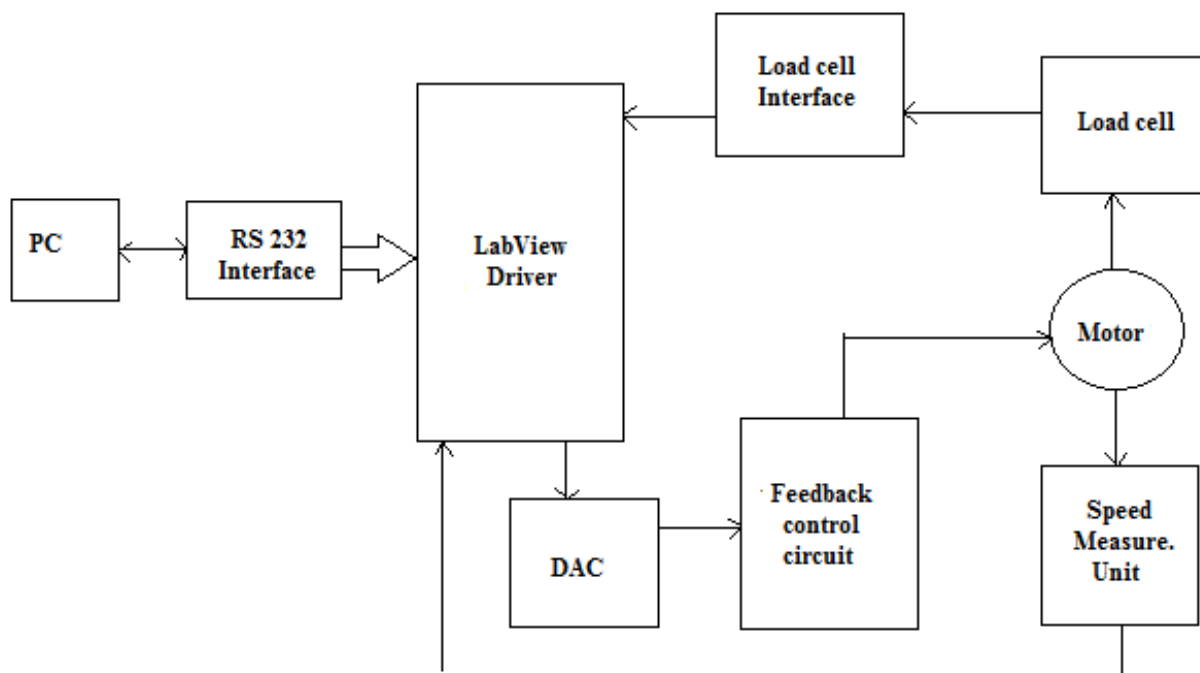 Load cell
Interface
Load cell
PC
RS 232
Interface
LabView
Driver
Motor
DAC
Feedback
control
circuit
Speed
Measure.
Unit